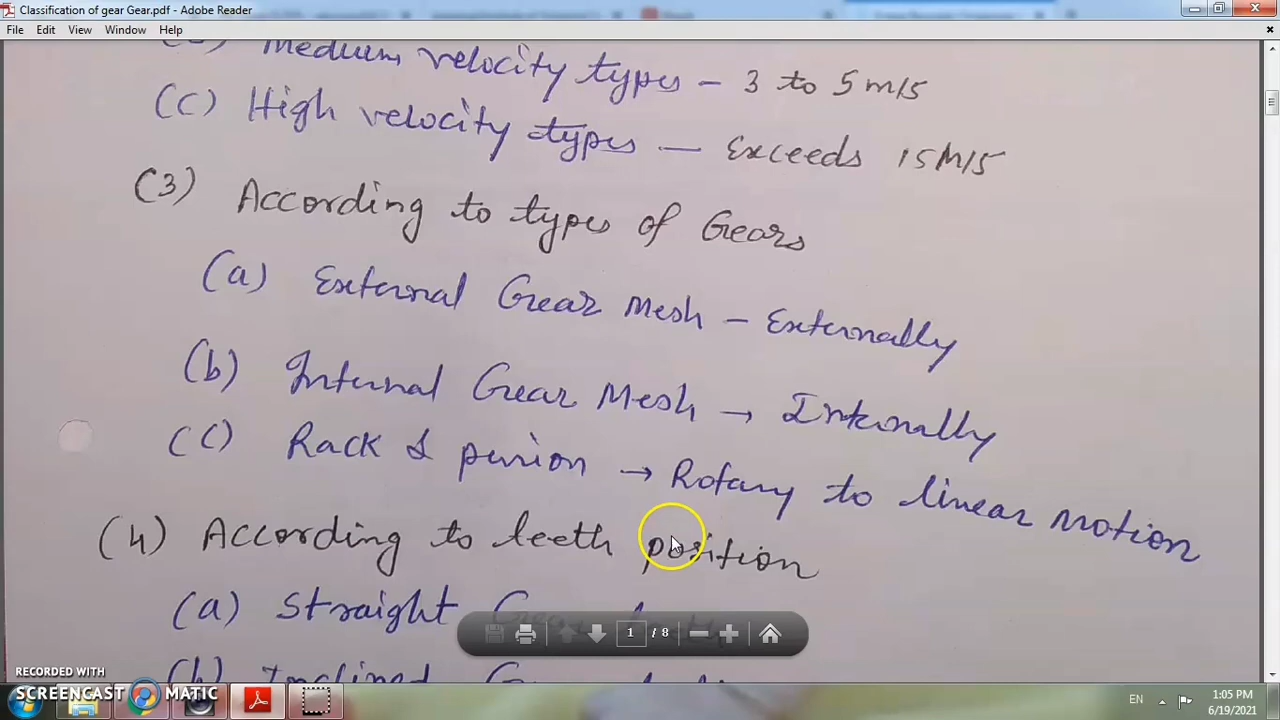 Classification of gear Gear.pdf - Adobe Reader
File Edit View Window Help
Medium velocity types - 3 to 5 m/s
(C) High velocity types - Exceeds 15 M/S
(3) According to types of Gears
(a) External Gear Mesh - Externally
(b) Internal Gear Mesh → Internally
(C) Rack & pinion → Rotary to linear motion
(4) According to teeth position
(a) Straight
1 / 8
(b) Inclined
RECORDED WITH
SCREENCAST MATIC
EN
1:05 PM
6/19/2021